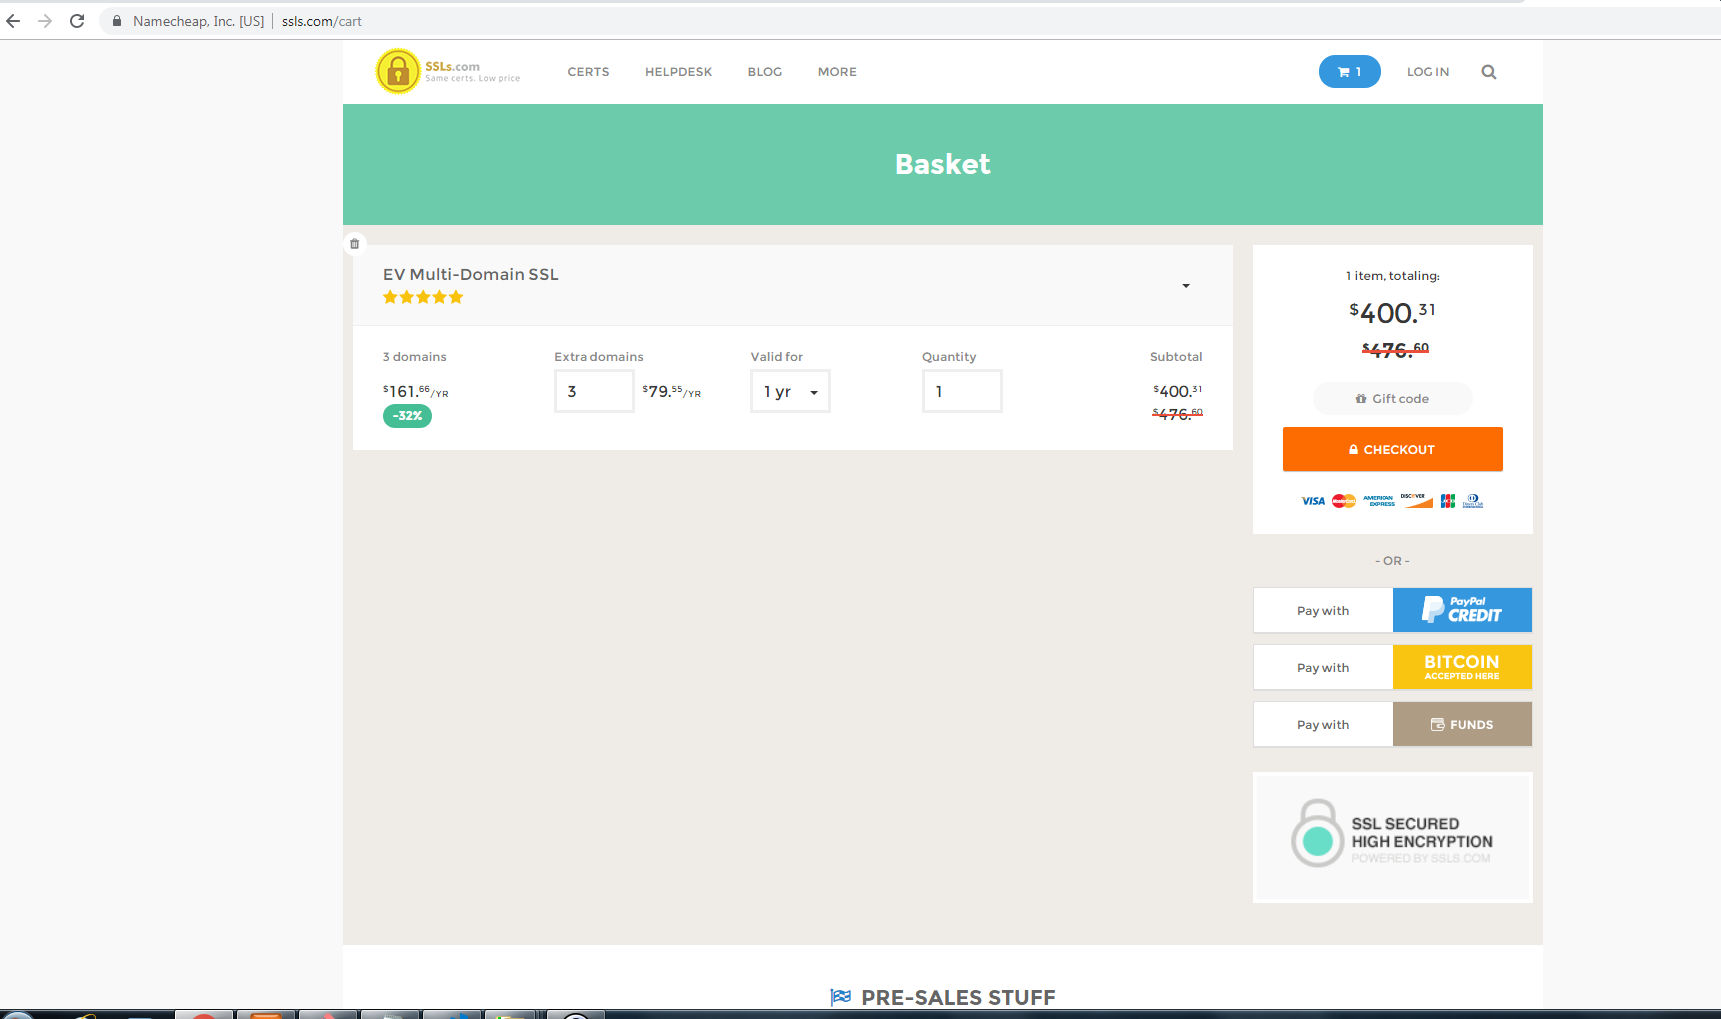 Namecheap, Inc. [US] ssls.com/cart
SSLs.com
Same certs. Low price
CERTS HELPDESK BLOG MORE
1 LOG IN
Basket
EV Multi-Domain SSL
3 domains Extra domains Valid for Quantity Subtotal
$161.66/YR 3 $79.55/YR 1 yr 1 $400.31
-32% $476.60
1 item, totaling:
$400.31
$476.60
Gift code
CHECKOUT
VISA MasterCard AMERICAN EXPRESS DISCOVER JCB Diners Club
- OR -
Pay with PayPal CREDIT
Pay with BITCOIN
ACCEPTED HERE
Pay with FUNDS
SSL SECURED
HIGH ENCRYPTION
POWERED BY SSLS.COM
PRE-SALES STUFF